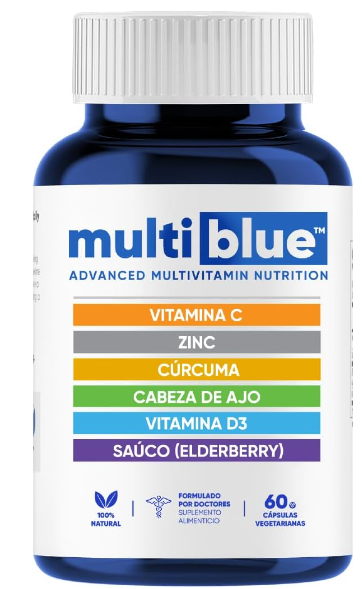 multi blue™
ADVANCED MULTIVITAMIN NUTRITION
VITAMINA C
ZINC
CÚRCUMA
CABEZA DE AJO
VITAMINA D3
SAÚCO (ELDERBERRY)
100%
NATURAL
FORMULADO
POR DOCTORES
SUPLEMENTO
ALIMENTICIO
60
CÁPSULAS
VEGETARIANAS